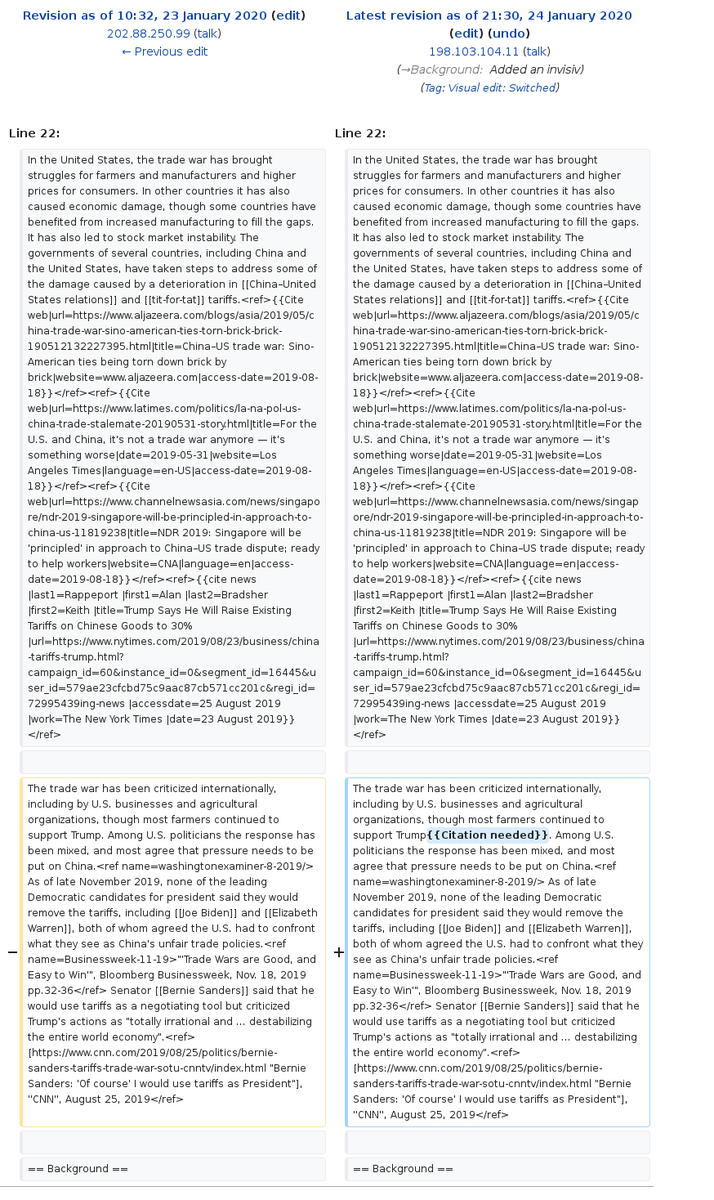 Revision as of 10:32, 23 January 2020 (edit)
202.88.250.99 (talk)
← Previous edit
Latest revision as of 21:30, 24 January 2020
(edit) (undo)
198.103.104.11 (talk)
(→Background: Added an invisiv)
(Tag: Visual edit: Switched)
Line 22:
In the United States, the trade war has brought
struggles for farmers and manufacturers and higher
prices for consumers. In other countries it has also
caused economic damage, though some countries have
benefited from increased manufacturing to fill the gaps.
It has also led to stock market instability. The
governments of several countries, including China and
the United States, have taken steps to address some of
the damage caused by a deterioration in [[China–United
States relations]] and [[tit-for-tat]] tariffs.<ref>{{Cite
web|url=https://www.aljazeera.com/blogs/asia/2019/05/c
hina-trade-war-sino-american-ties-torn-brick-brick-
190512132227395.html|title=China–US trade war: Sino-
American ties being torn down brick by
brick|website=www.aljazeera.com|access-date=2019-08-
18}}</ref><ref>{{Cite
web|url=https://www.latimes.com/politics/la-na-pol-us-
china-trade-stalemate-20190531-story.html|title=For the
U.S. and China, it's not a trade war anymore — it's
something worse|date=2019-05-31|website=Los
Angeles Times|language=en-US|access-date=2019-08-
18}}</ref><ref>{{Cite
web|url=https://www.channelnewsasia.com/news/singapo
re/ndr-2019-singapore-will-be-principled-in-approach-to-
china-us-11819238|title=NDR 2019: Singapore will be
'principled' in approach to China–US trade dispute; ready
to help workers|website=CNA|language=en|access-
date=2019-08-18}}</ref><ref>{{cite news
|last1=Rappeport |first1=Alan |last2=Bradsher
|first2=Keith |title=Trump Says He Will Raise Existing
Tariffs on Chinese Goods to 30%
|url=https://www.nytimes.com/2019/08/23/business/china
-tariffs-trump.html?
campaign_id=60&instance_id=0&segment_id=16445&u
ser_id=579ae23cfcbd75c9aac87cb571cc201c&regi_id=
72995439ing-news |accessdate=25 August 2019
|work=The New York Times |date=23 August 2019}}
</ref>
−
The trade war has been criticized internationally,
including by U.S. businesses and agricultural
organizations, though most farmers continued to
support Trump. Among U.S. politicians the response has
been mixed, and most agree that pressure needs to be
put on China.<ref name=washingtonexaminer-8-2019/>
As of late November 2019, none of the leading
Democratic candidates for president said they would
remove the tariffs, including [[Joe Biden]] and [[Elizabeth
Warren]], both of whom agreed the U.S. had to confront
what they see as China's unfair trade policies.<ref
name=Businessweek-11-19>"'Trade Wars are Good, and
Easy to Win'", Bloomberg Businessweek, Nov. 18, 2019
pp.32-36</ref> Senator [[Bernie Sanders]] said that he
would use tariffs as a negotiating tool but criticized
Trump's actions as "totally irrational and ... destabilizing
the entire world economy".<ref>
[https://www.cnn.com/2019/08/25/politics/bernie-
sanders-tariffs-trade-war-sotu-cnntv/index.html "Bernie
Sanders: 'Of course' I would use tariffs as President"],
''CNN'', August 25, 2019</ref>
== Background ==
Line 22:
In the United States, the trade war has brought
struggles for farmers and manufacturers and higher
prices for consumers. In other countries it has also
caused economic damage, though some countries have
benefited from increased manufacturing to fill the gaps.
It has also led to stock market instability. The
governments of several countries, including China and
the United States, have taken steps to address some of
the damage caused by a deterioration in [[China–United
States relations]] and [[tit-for-tat]] tariffs.<ref>{{Cite
web|url=https://www.aljazeera.com/blogs/asia/2019/05/c
hina-trade-war-sino-american-ties-torn-brick-brick-
190512132227395.html|title=China–US trade war: Sino-
American ties being torn down brick by
brick|website=www.aljazeera.com|access-date=2019-08-
18}}</ref><ref>{{Cite
web|url=https://www.latimes.com/politics/la-na-pol-us-
china-trade-stalemate-20190531-story.html|title=For the
U.S. and China, it's not a trade war anymore — it's
something worse|date=2019-05-31|website=Los
Angeles Times|language=en-US|access-date=2019-08-
18}}</ref><ref>{{Cite
web|url=https://www.channelnewsasia.com/news/singap
ore/ndr-2019-singapore-will-be-principled-in-approach-to-
china-us-11819238|title=NDR 2019: Singapore will be
'principled' in approach to China–US trade dispute; ready
to help workers|website=CNA|language=en|access-
date=2019-08-18}}</ref><ref>{{cite news
|last1=Rappeport |first1=Alan |last2=Bradsher
|first2=Keith |title=Trump Says He Will Raise Existing
Tariffs on Chinese Goods to 30%
|url=https://www.nytimes.com/2019/08/23/business/china
-tariffs-trump.html?
campaign_id=60&instance_id=0&segment_id=16445&u
ser_id=579ae23cfcbd75c9aac87cb571cc201c&regi_id=
72995439ing-news |accessdate=25 August 2019
|work=The New York Times |date=23 August 2019}}
</ref>
+
The trade war has been criticized internationally,
including by U.S. businesses and agricultural
organizations, though most farmers continued to
support Trump{{Citation needed}}. Among U.S.
politicians the response has been mixed, and most
agree that pressure needs to be put on China.<ref
name=washingtonexaminer-8-2019/> As of late
November 2019, none of the leading Democratic
candidates for president said they would remove the
tariffs, including [[Joe Biden]] and [[Elizabeth Warren]],
both of whom agreed the U.S. had to confront what they
see as China's unfair trade policies.<ref
name=Businessweek-11-19>"'Trade Wars are Good, and
Easy to Win'", Bloomberg Businessweek, Nov. 18, 2019
pp.32-36</ref> Senator [[Bernie Sanders]] said that he
would use tariffs as a negotiating tool but criticized
Trump's actions as "totally irrational and ... destabilizing
the entire world economy".<ref>
[https://www.cnn.com/2019/08/25/politics/bernie-
sanders-tariffs-trade-war-sotu-cnntv/index.html "Bernie
Sanders: 'Of course' I would use tariffs as President"],
''CNN'', August 25, 2019</ref>
== Background ==